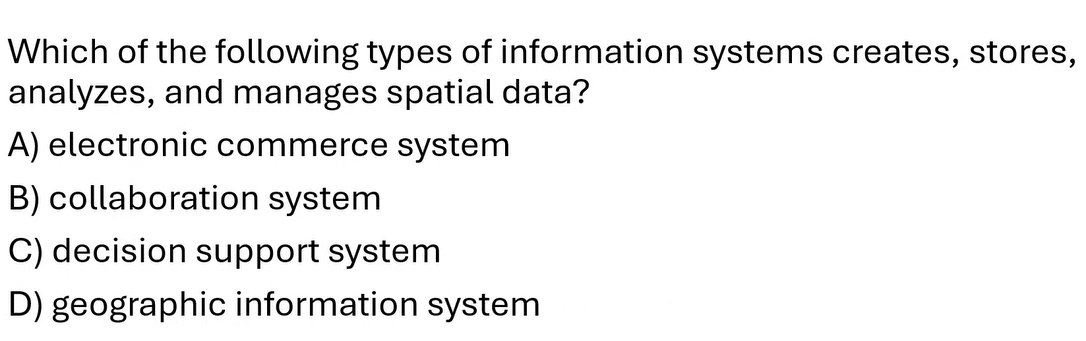 Which of the following types of information systems creates, stores,
analyzes, and manages spatial data?
A) electronic commerce system
B) collaboration system
C) decision support system
D) geographic information system